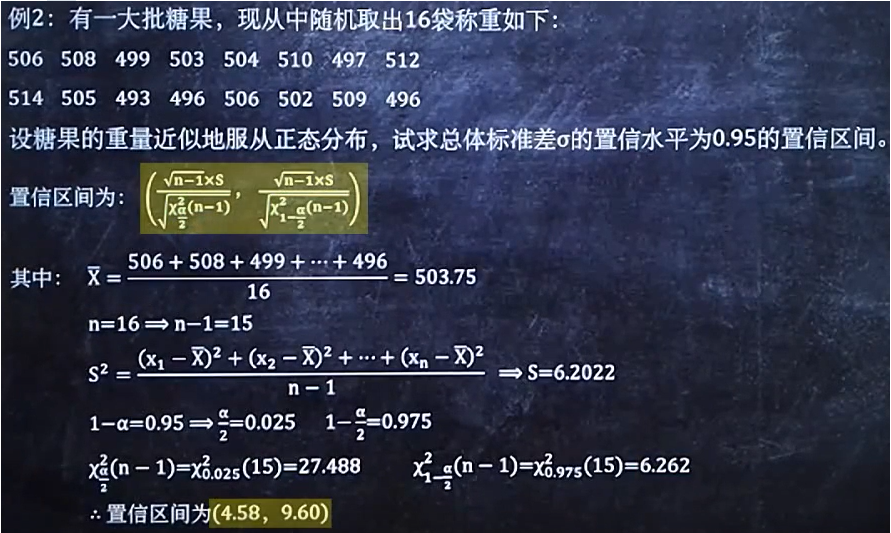 例2：有一大批糖果，现从中随机取出16袋称重如下：
506 508 499 503 504 510 497 512
514 505 493 496 506 502 509 496
设糖果的重量近似地服从正态分布，试求总体标准差σ的置信水平为0.95的置信区间。
置信区间为：(√n−1×S / √χ²_{α/2}(n−1), √n−1×S / √χ²_{1−α/2}(n−1))
其中：X̄ = (506 + 508 + 499 + ⋯ + 496) / 16 = 503.75
n=16⟹n−1=15
S² = ((x₁ − X̄)² + (x₂ − X̄)² + ⋯ + (xₙ − X̄)²) / (n − 1) ⟹S=6.2022
1−α=0.95⟹α/2=0.025 1−α/2=0.975
χ²_{α/2}(n − 1)=χ²_{0.025}(15)=27.488 χ²_{1−α/2}(n − 1)=χ²_{0.975}(15)=6.262
∴ 置信区间为(4.58，9.60)